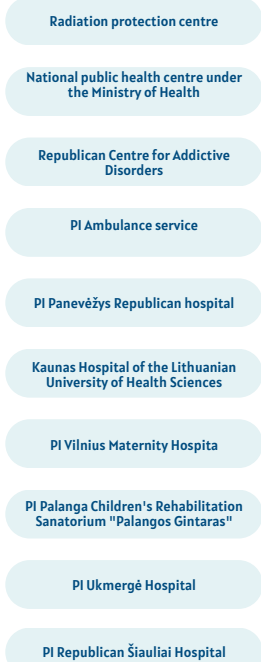 Radiation protection centre
National public health centre under
the Ministry of Health
Republican Centre for Addictive
Disorders
PI Ambulance service
PI Panevėžys Republican hospital
Kaunas Hospital of the Lithuanian
University of Health Sciences
PI Vilnius Maternity Hospita
PI Palanga Children's Rehabilitation
Sanatorium "Palangos Gintaras"
PI Ukmergė Hospital
PI Republican Šiauliai Hospital